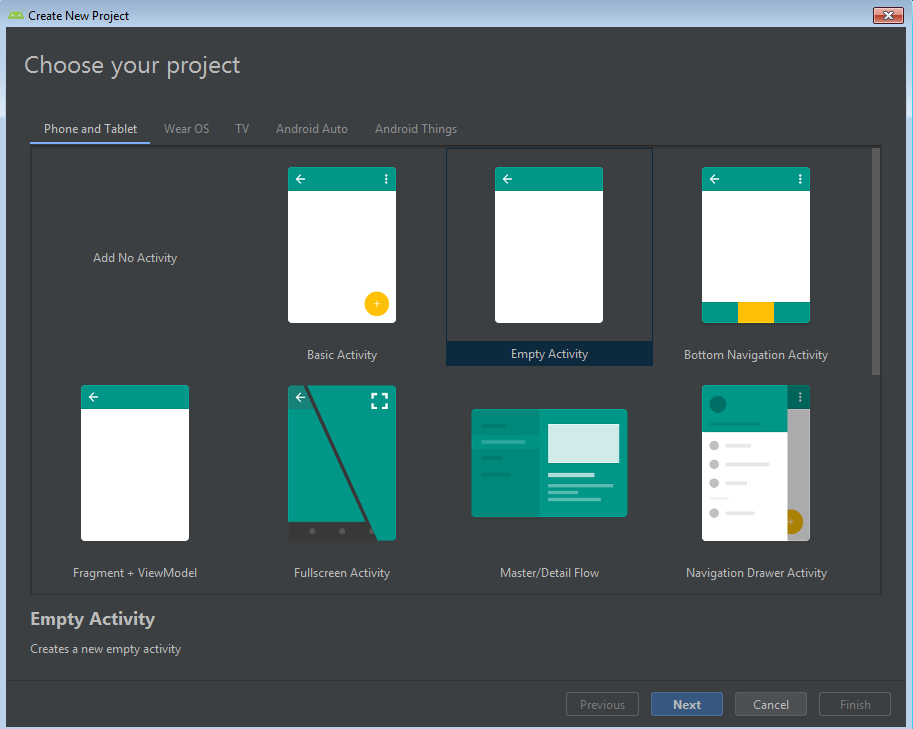 Create New Project
Choose your project
Phone and Tablet Wear OS TV Android Auto Android Things
Add No Activity
Basic Activity Empty Activity Bottom Navigation Activity
Fragment + ViewModel Fullscreen Activity Master/Detail Flow Navigation Drawer Activity
Empty Activity
Creates a new empty activity
Previous Next Cancel Finish